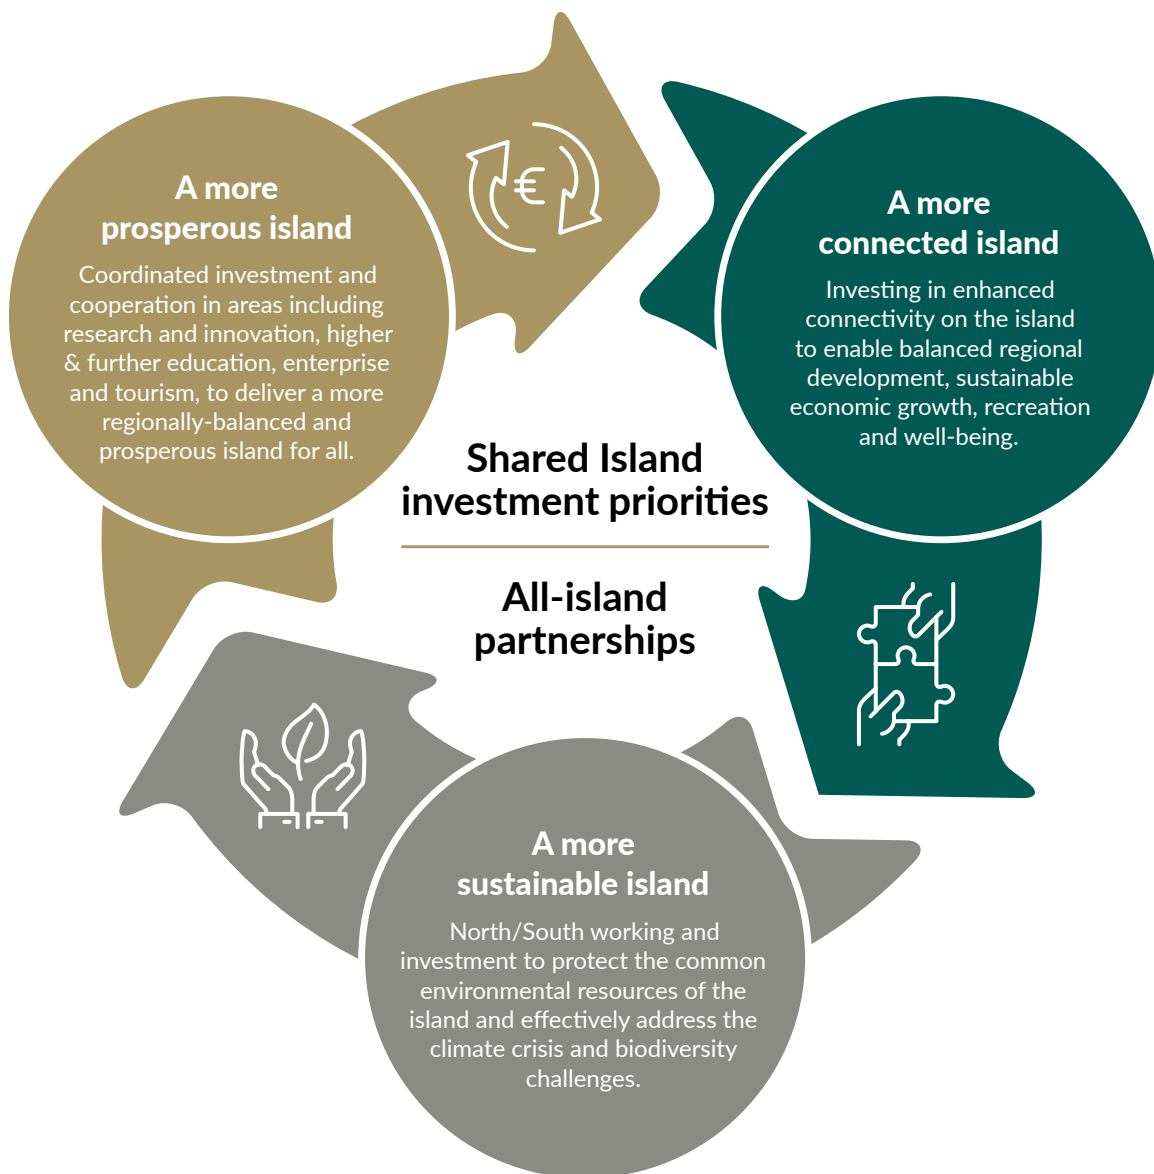 A more
prosperous island
Coordinated investment and
cooperation in areas including
research and innovation, higher
& further education, enterprise
and tourism, to deliver a more
regionally-balanced and
prosperous island for all.
€
A more
connected island
Investing in enhanced
connectivity on the island
to enable balanced regional
development, sustainable
economic growth, recreation
and well-being.
Shared Island
investment priorities
All-island
partnerships
A more
sustainable island
North/South working and
investment to protect the common
environmental resources of the
island and effectively address the
climate crisis and biodiversity
challenges.